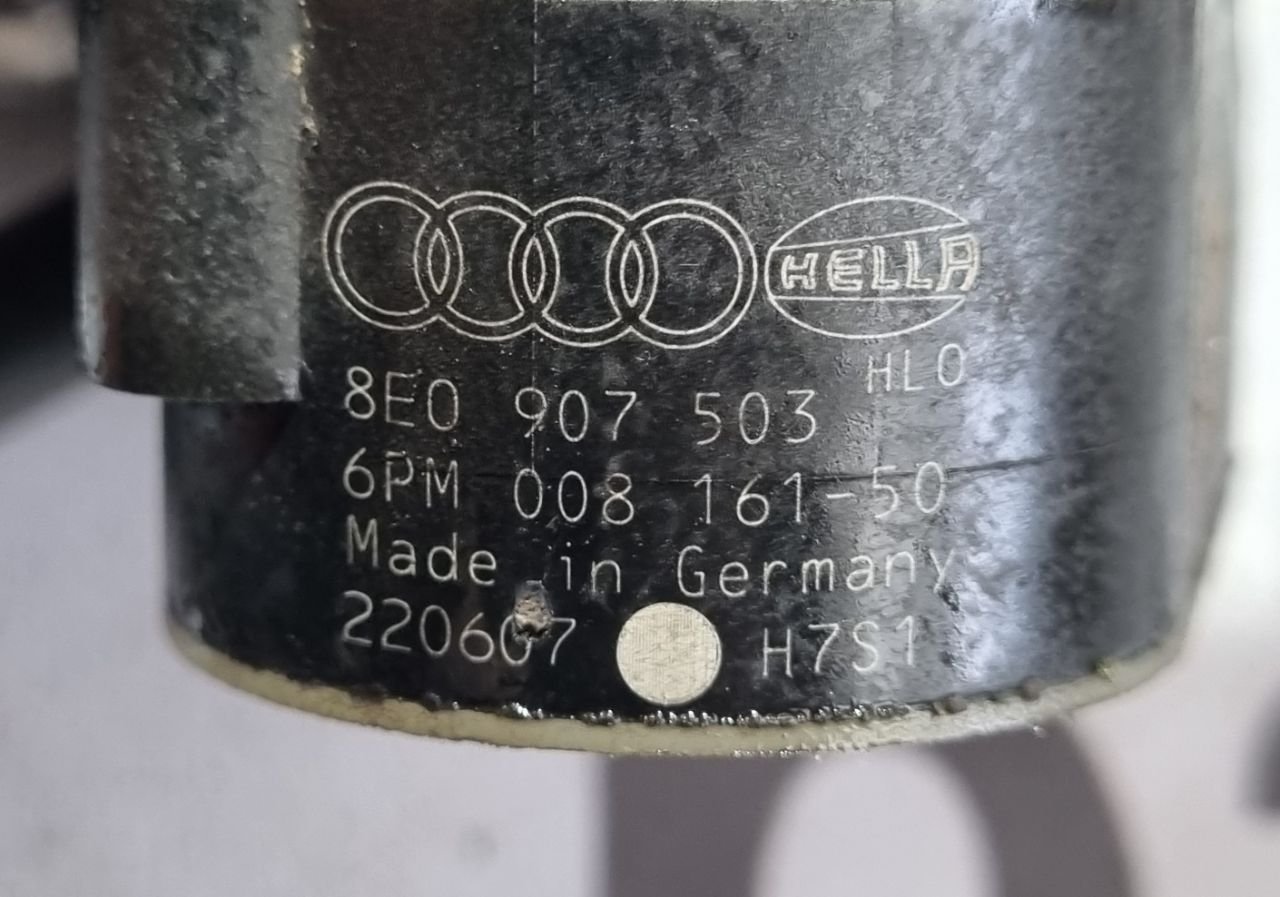 HELLA
HLO
8E0 907 503
6PM 008 161-50
Made in Germany
220607 H7S1